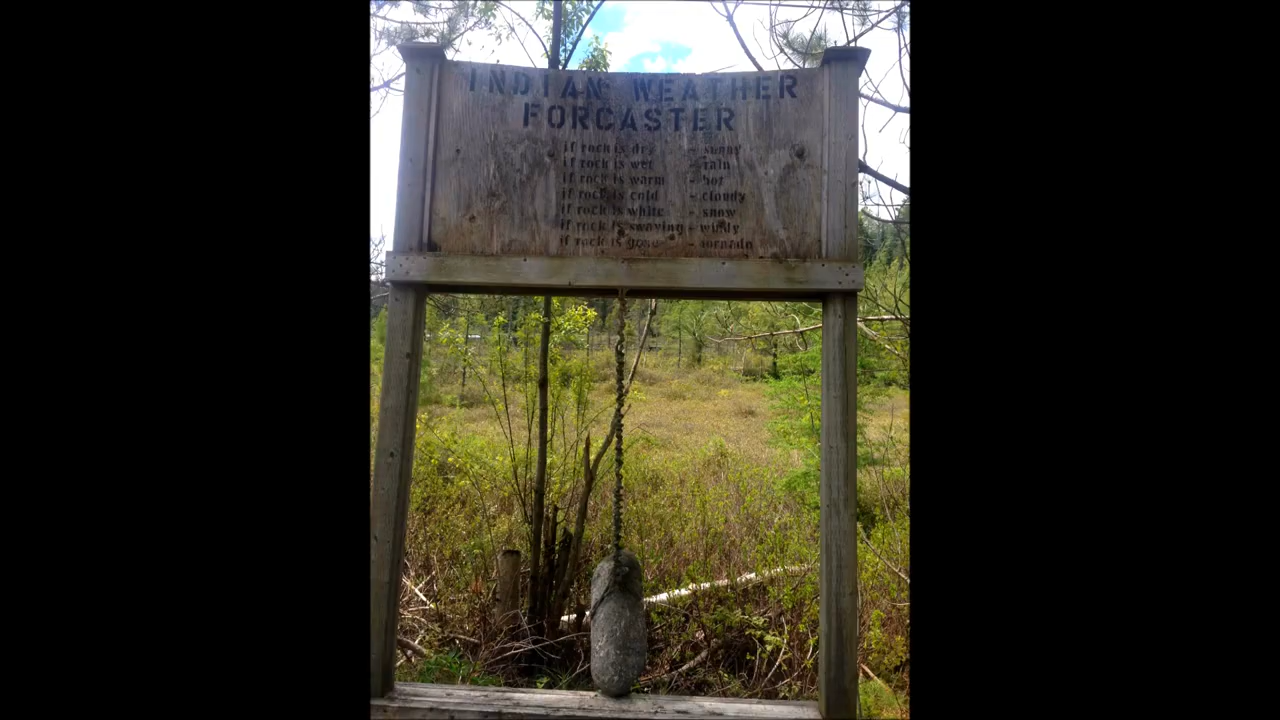 INDIAN WEATHER
FORCASTER
if rock is dry - sunny
if rock is wet - rain
if rock is warm - hot
if rock is cold - cloudy
if rock is white - snow
if rock is swaying - windy
if rock is gone - tornado